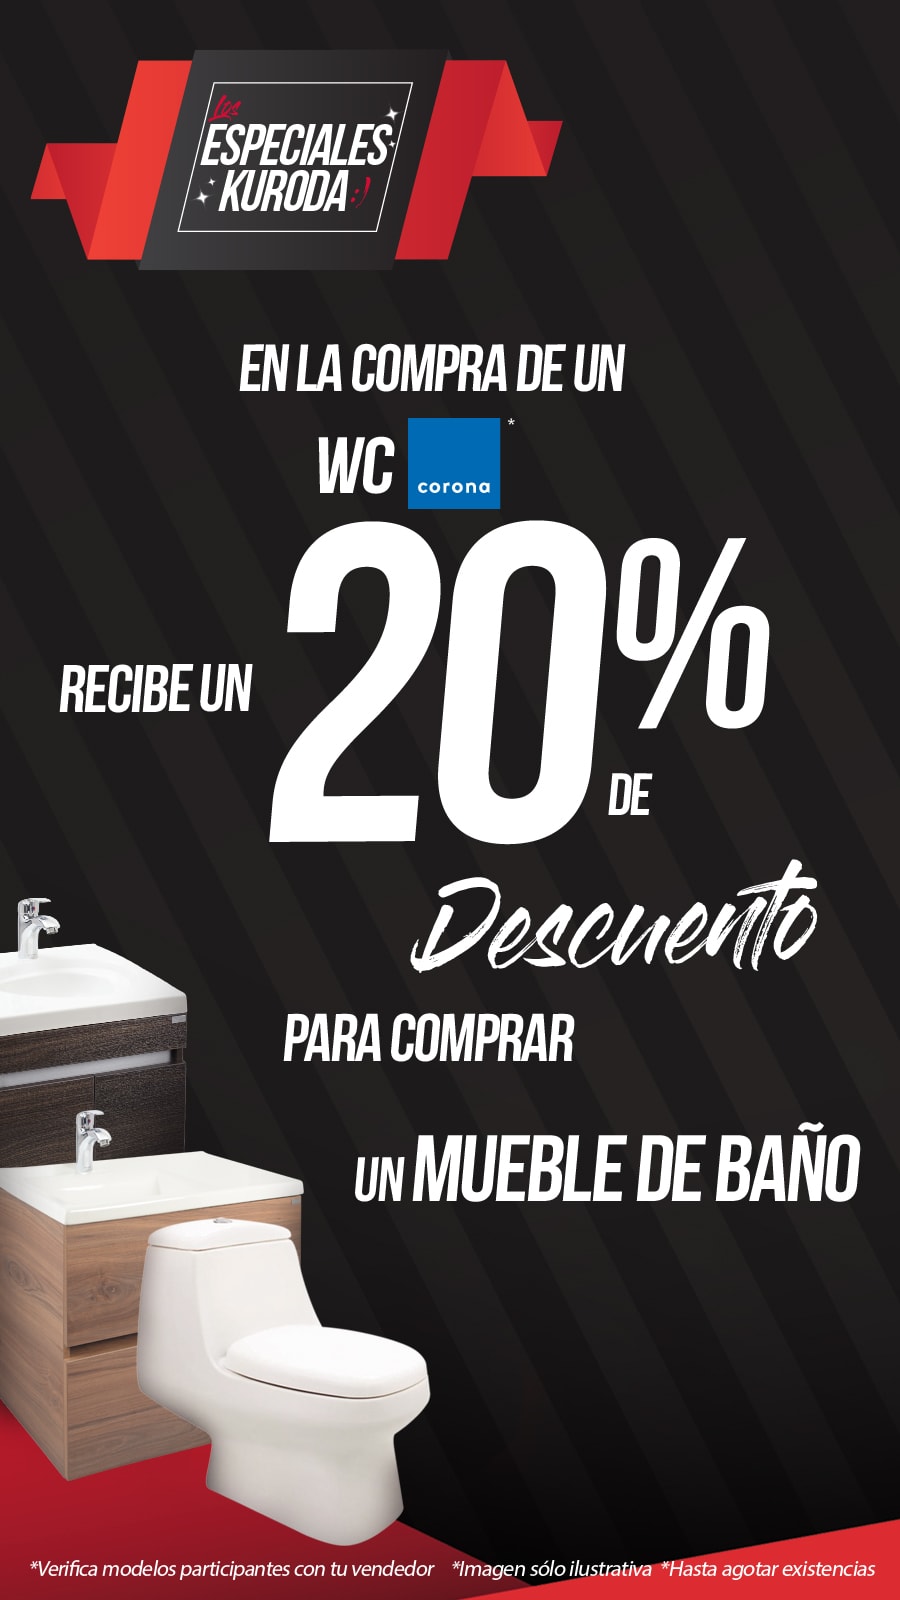 Los
ESPECIALES
KURODA :)
EN LA COMPRA DE UN
WC corona *
RECIBE UN 20%
DE
Descuento
PARA COMPRAR
UN MUEBLE DE BAÑO
*Verifica modelos participantes con tu vendedor *Imagen sólo ilustrativa *Hasta agotar existencias